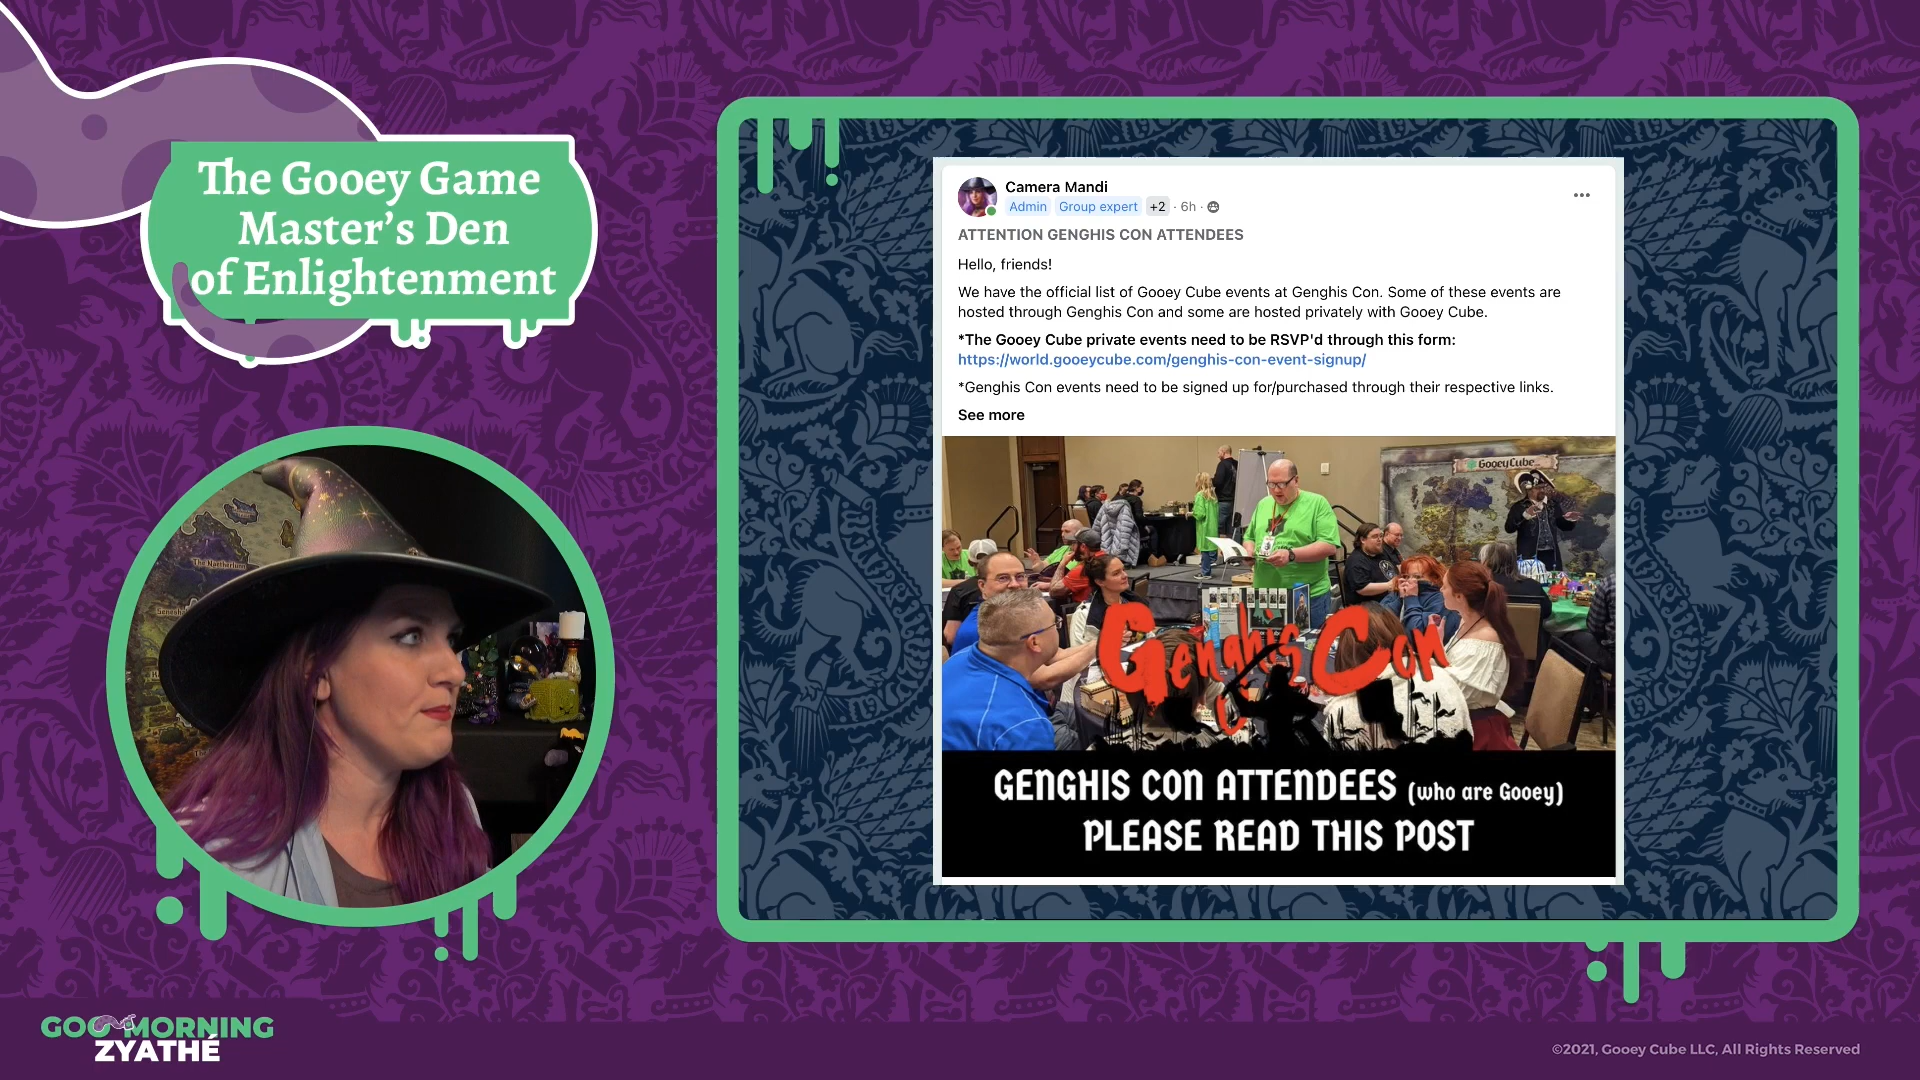 The Gooey Game
Master's Den
of Enlightenment
Camera Mandi
Admin Group expert +2 · 6h ·
ATTENTION GENGHIS CON ATTENDEES
Hello, friends!
We have the official list of Gooey Cube events at Genghis Con. Some of these events are
hosted through Genghis Con and some are hosted privately with Gooey Cube.
*The Gooey Cube private events need to be RSVP'd through this form:
https://world.gooeycube.com/genghis-con-event-signup/
*Genghis Con events need to be signed up for/purchased through their respective links.
See more
GooeyCube
Genghis Con
GENGHIS CON ATTENDEES (who are Gooey)
PLEASE READ THIS POST
GOO MORNING
ZYATHÉ
©2021, Gooey Cube LLC, All Rights Reserved